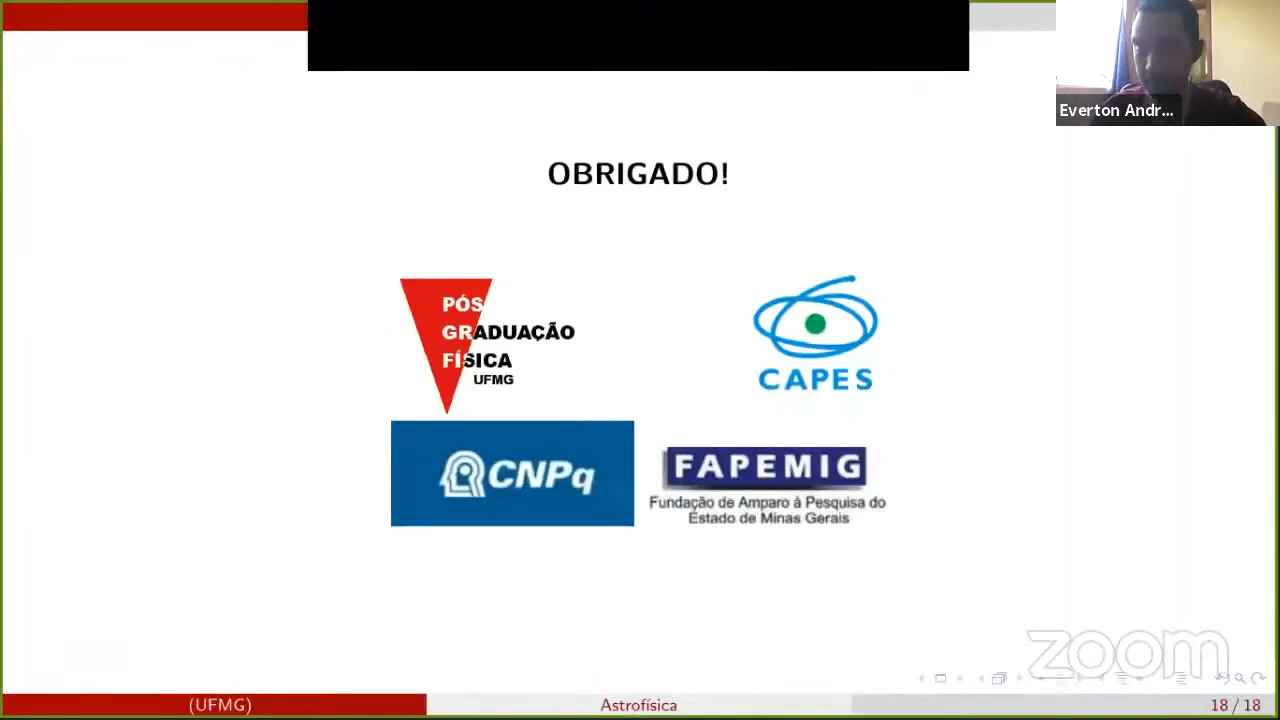 Everton Andr...
OBRIGADO!
PÓS
GRADUAÇÃO
FÍSICA
UFMG
CAPES
CNPq
FAPEMIG
Fundação de Amparo à Pesquisa do
Estado de Minas Gerais
zoom
(UFMG)
Astrofísica
18 / 18